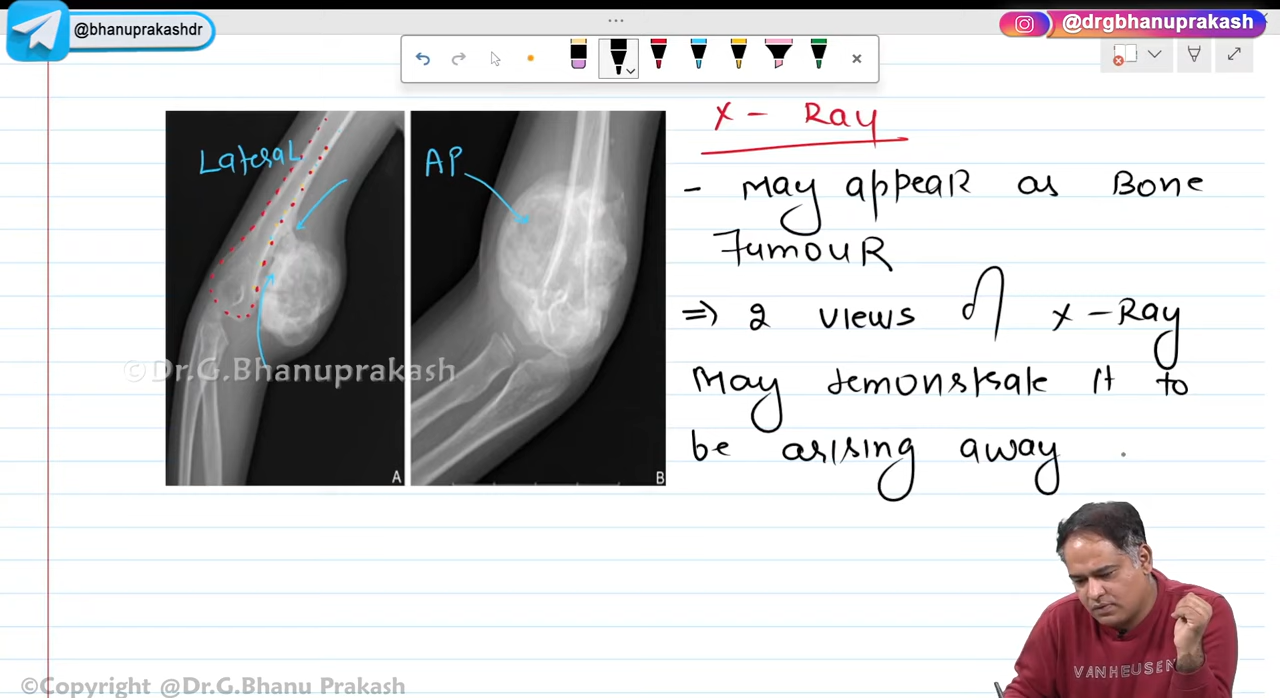 @bhanuprakashdr
@drgbhanuprakash
x - Ray
Lateral
AP
- may appear as Bone
Tumour
⇒ 2 views of x-Ray
may demonstrate it to
be arising away
©Dr.G.Bhanuprakash
A
B
VANHEUSEN
©Copyright @Dr.G.Bhanu Prakash